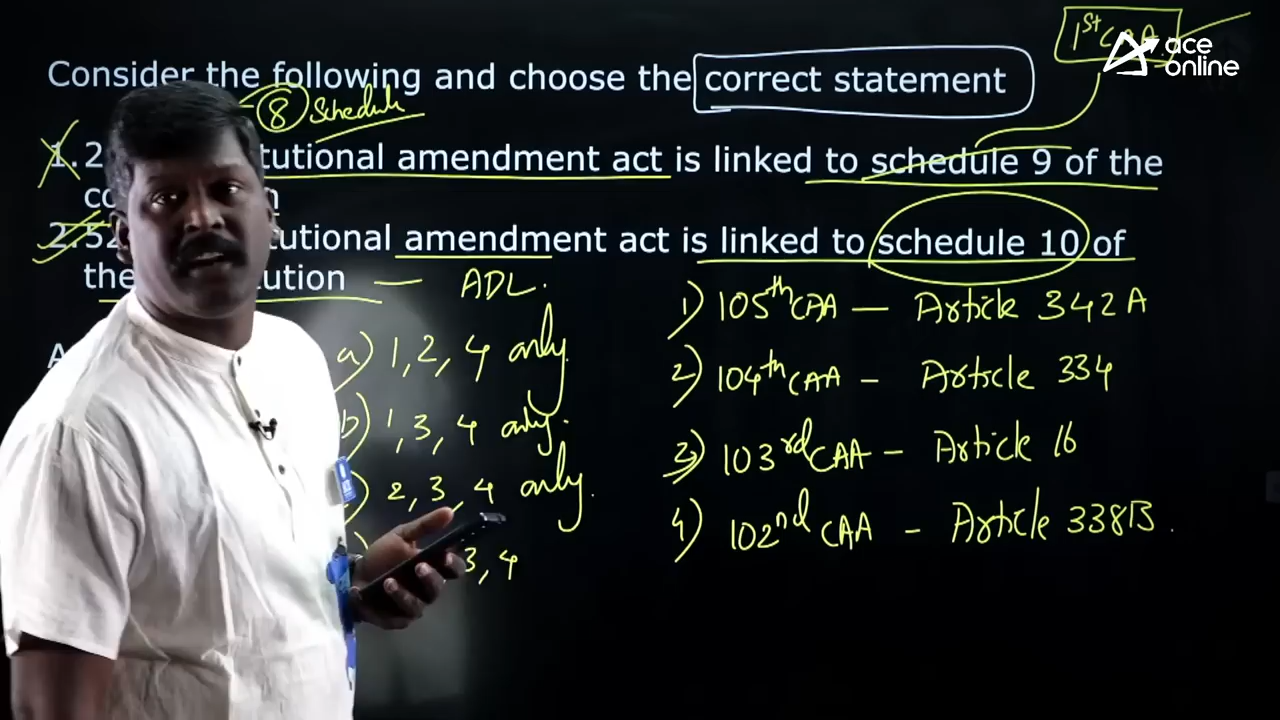 1st CAA
ace
online
Consider the following and choose the correct statement
8 Schedule
1. 2 tutional amendment act is linked to schedule 9 of the
co n
2. 52 tutional amendment act is linked to schedule 10 of
the ution — ADL.
A
a) 1, 2, 4 only.
b) 1, 3, 4 only.
) 2, 3, 4 only.
) 3, 4
1) 105th CAA — Article 342A
2) 104th CAA – Article 334
3) 103rd CAA – Article 16
4) 102nd CAA – Article 338B.